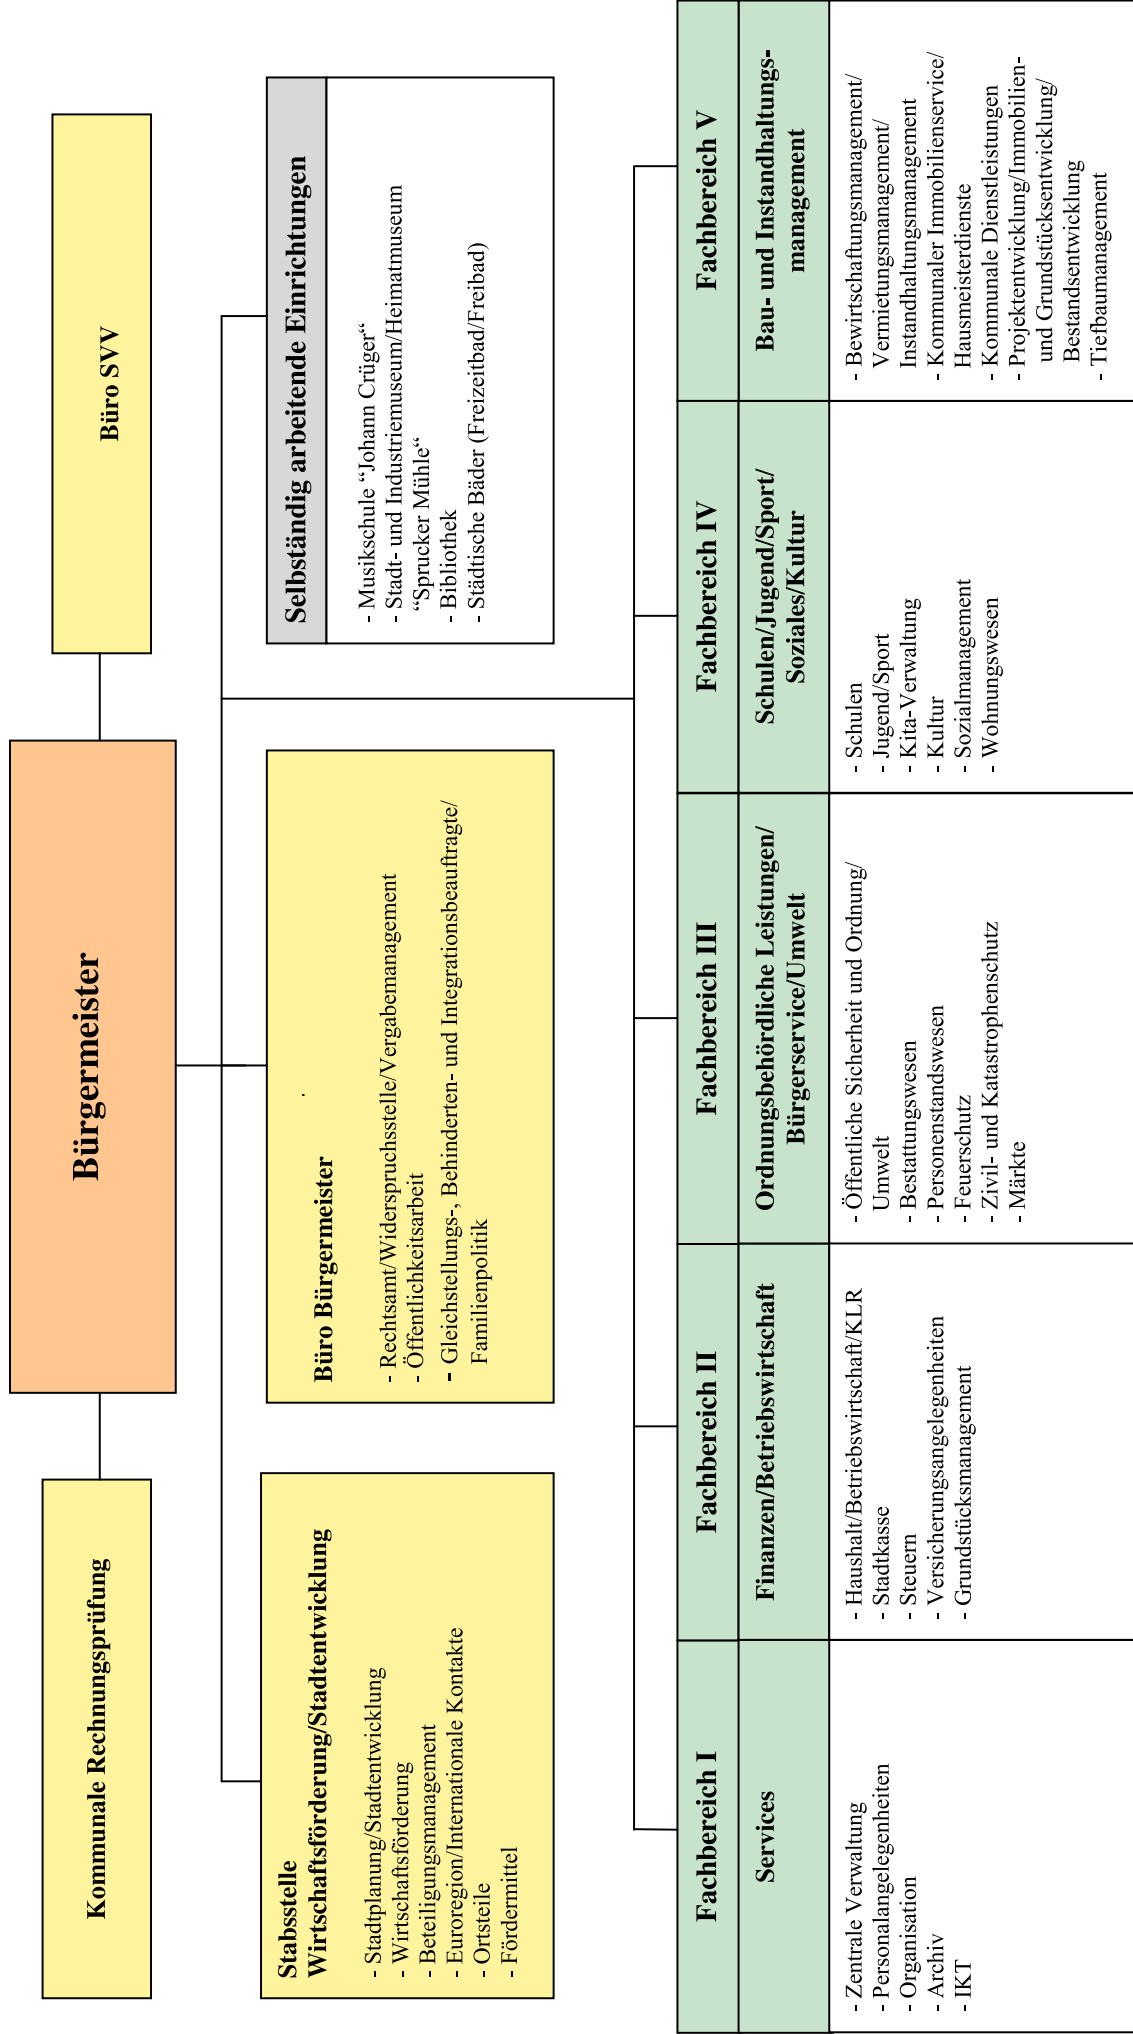 Kommunale Rechnungsprüfung
Bürgermeister
Büro SVV
Stabsstelle
Wirtschaftsförderung/Stadtentwicklung
- Stadtplanung/Stadtentwicklung
- Wirtschaftsförderung
- Beteiligungsmanagement
- Euroregion/Internationale Kontakte
- Ortsteile
- Fördermittel
Büro Bürgermeister
- Rechtsamt/Widerspruchsstelle/Vergabemanagement
- Öffentlichkeitsarbeit
- Gleichstellungs-, Behinderten- und Integrationsbeauftragte/
Familienpolitik
Selbständig arbeitende Einrichtungen
- Musikschule “Johann Crüger“
- Stadt- und Industriemuseum/Heimatmuseum
“Sprucker Mühle“
- Bibliothek
- Städtische Bäder (Freizeitbad/Freibad)
Fachbereich I
Services
- Zentrale Verwaltung
- Personalangelegenheiten
- Organisation
- Archiv
- IKT
Fachbereich II
Finanzen/Betriebswirtschaft
- Haushalt/Betriebswirtschaft/KLR
- Stadtkasse
- Steuern
- Versicherungsangelegenheiten
- Grundstücksmanagement
Fachbereich III
Ordnungsbehördliche Leistungen/
Bürgerservice/Umwelt
- Öffentliche Sicherheit und Ordnung/
Umwelt
- Bestattungswesen
- Personenstandswesen
- Feuerschutz
- Zivil- und Katastrophenschutz
- Märkte
Fachbereich IV
Schulen/Jugend/Sport/
Soziales/Kultur
- Schulen
- Jugend/Sport
- Kita-Verwaltung
- Kultur
- Sozialmanagement
- Wohnungswesen
Fachbereich V
Bau- und Instandhaltungs-
management
- Bewirtschaftungsmanagement/
Vermietungsmanagement/
Instandhaltungsmanagement
- Kommunaler Immobilienservice/
Hausmeisterdienste
- Kommunale Dienstleistungen
- Projektentwicklung/Immobilien-
und Grundstücksentwicklung/
Bestandsentwicklung
- Tiefbaumanagement